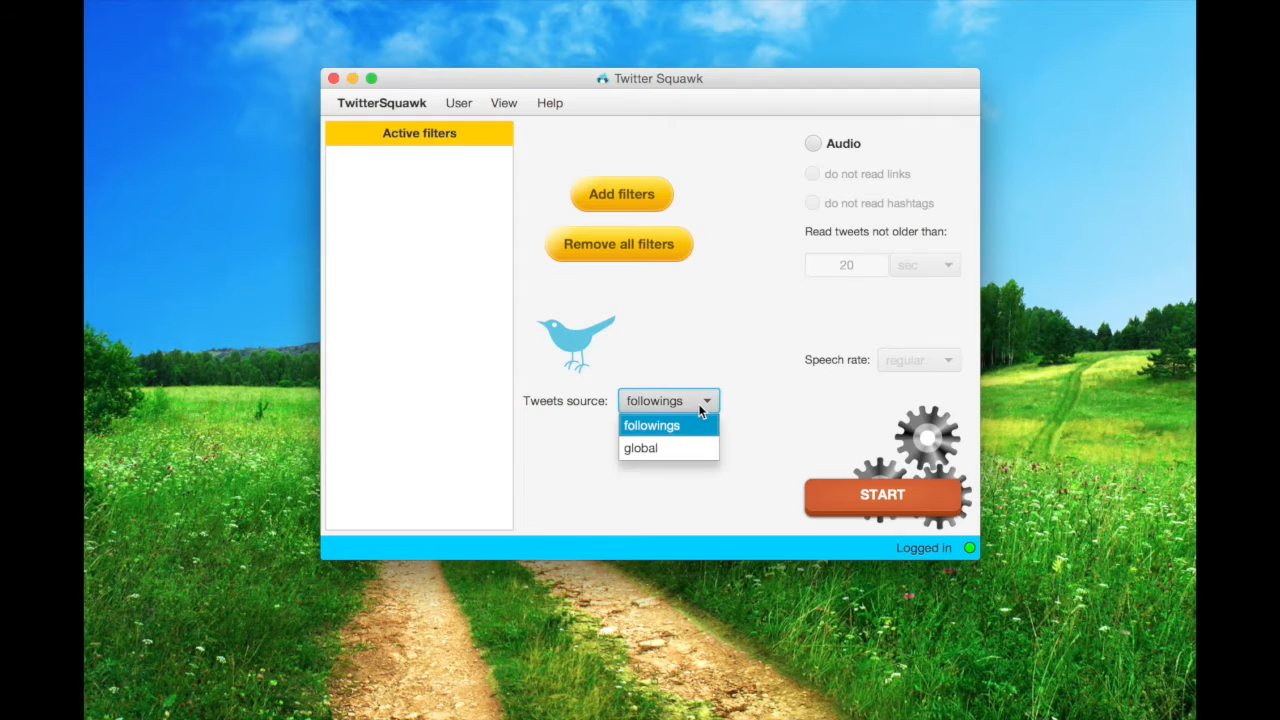 Twitter Squawk
TwitterSquawk User View Help
Active filters
Add filters
Remove all filters
Tweets source: followings
followings
global
Audio
do not read links
do not read hashtags
Read tweets not older than:
20 sec
Speech rate: regular
START
Logged in